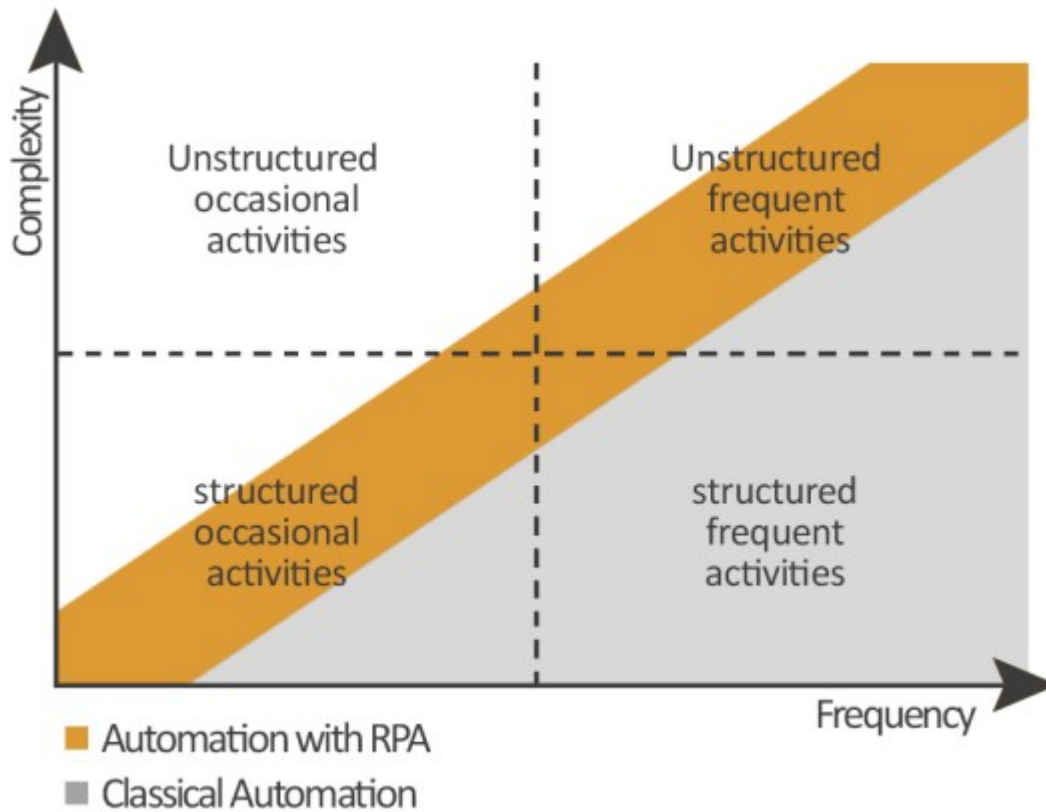 Complexity
Unstructured
occasional
activities
Unstructured
frequent
activities
structured
occasional
activities
structured
frequent
activities
Frequency
Automation with RPA
Classical Automation